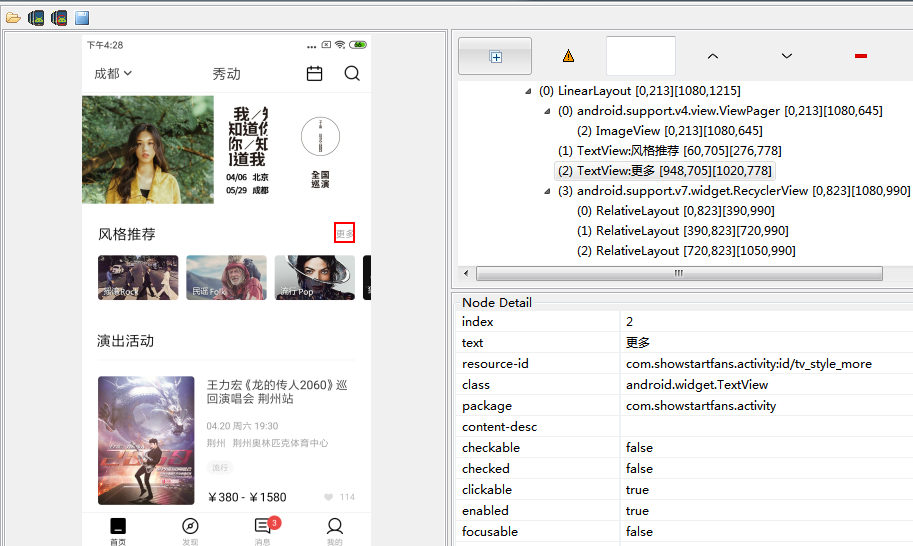 下午4:28
66
成都
秀动
我/我
知/知
道
你/你
04/06 北京
05/29 成都
全国
巡演
风格推荐
更多
摇滚Rock
民谣Folk
流行Pop
演出活动
王力宏《龙的传人2060》巡
回演唱会 荆州站
04.20 周六 19:30
荆州 荆州奥林匹克体育中心
流行
￥380 - ￥1580
114
首页
发现
3
消息
我的
(0) LinearLayout [0,213][1080,1215]
(0) android.support.v4.view.ViewPager [0,213][1080,645]
(2) ImageView [0,213][1080,645]
(1) TextView:风格推荐 [60,705][276,778]
(2) TextView:更多 [948,705][1020,778]
(3) android.support.v7.widget.RecyclerView [0,823][1080,990]
(0) RelativeLayout [0,823][390,990]
(1) RelativeLayout [390,823][720,990]
(2) RelativeLayout [720,823][1050,990]
Node Detail
index 2
text 更多
resource-id com.showstartfans.activity:id/tv_style_more
class android.widget.TextView
package com.showstartfans.activity
content-desc
checkable false
checked false
clickable true
enabled true
focusable false